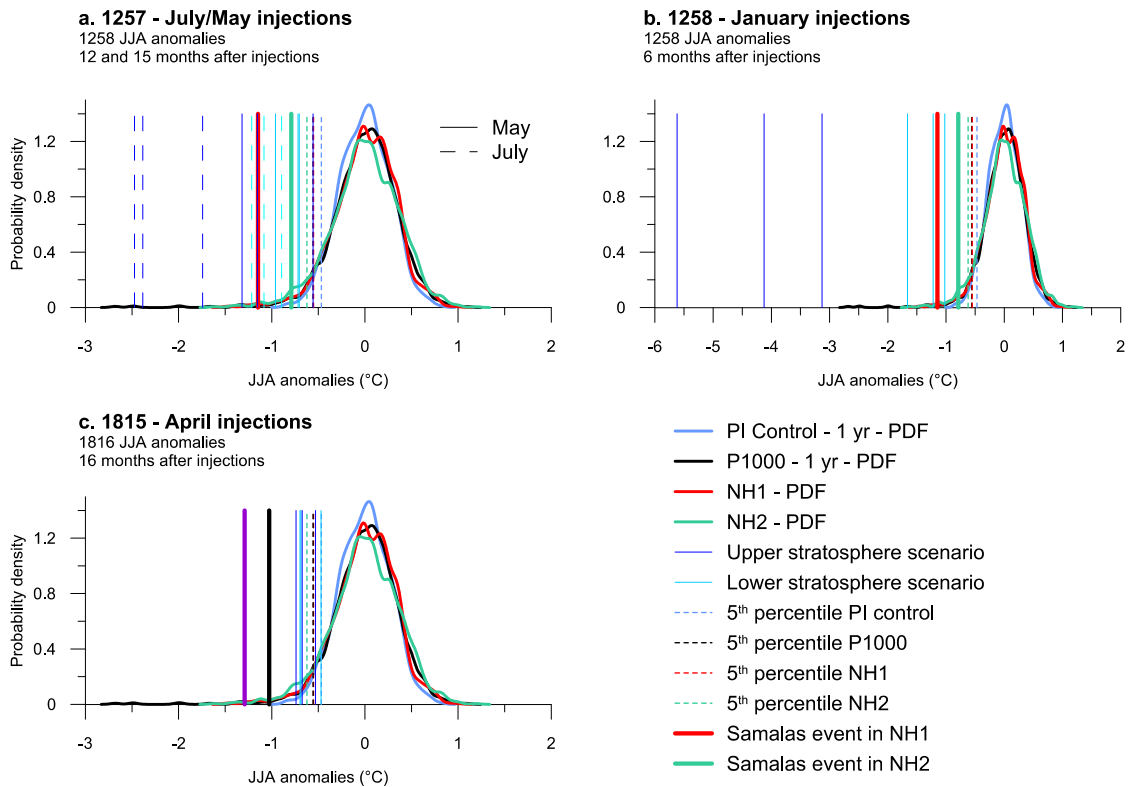 a. 1257 - July/May injections
1258 JJA anomalies
12 and 15 months after injections
Probability density
1.2
0.8
0.4
0
-3
-2
-1
0
1
2
JJA anomalies (°C)
May
July
b. 1258 - January injections
1258 JJA anomalies
6 months after injections
1.2
0.8
0.4
0
-6
-5
-4
-3
-2
-1
0
1
2
JJA anomalies (°C)
c. 1815 - April injections
1816 JJA anomalies
16 months after injections
Probability density
1.2
0.8
0.4
0
-3
-2
-1
0
1
2
JJA anomalies (°C)
PI Control - 1 yr - PDF
P1000 - 1 yr - PDF
NH1 - PDF
NH2 - PDF
Upper stratosphere scenario
Lower stratosphere scenario
5th percentile PI control
5th percentile P1000
5th percentile NH1
5th percentile NH2
Samalas event in NH1
Samalas event in NH2